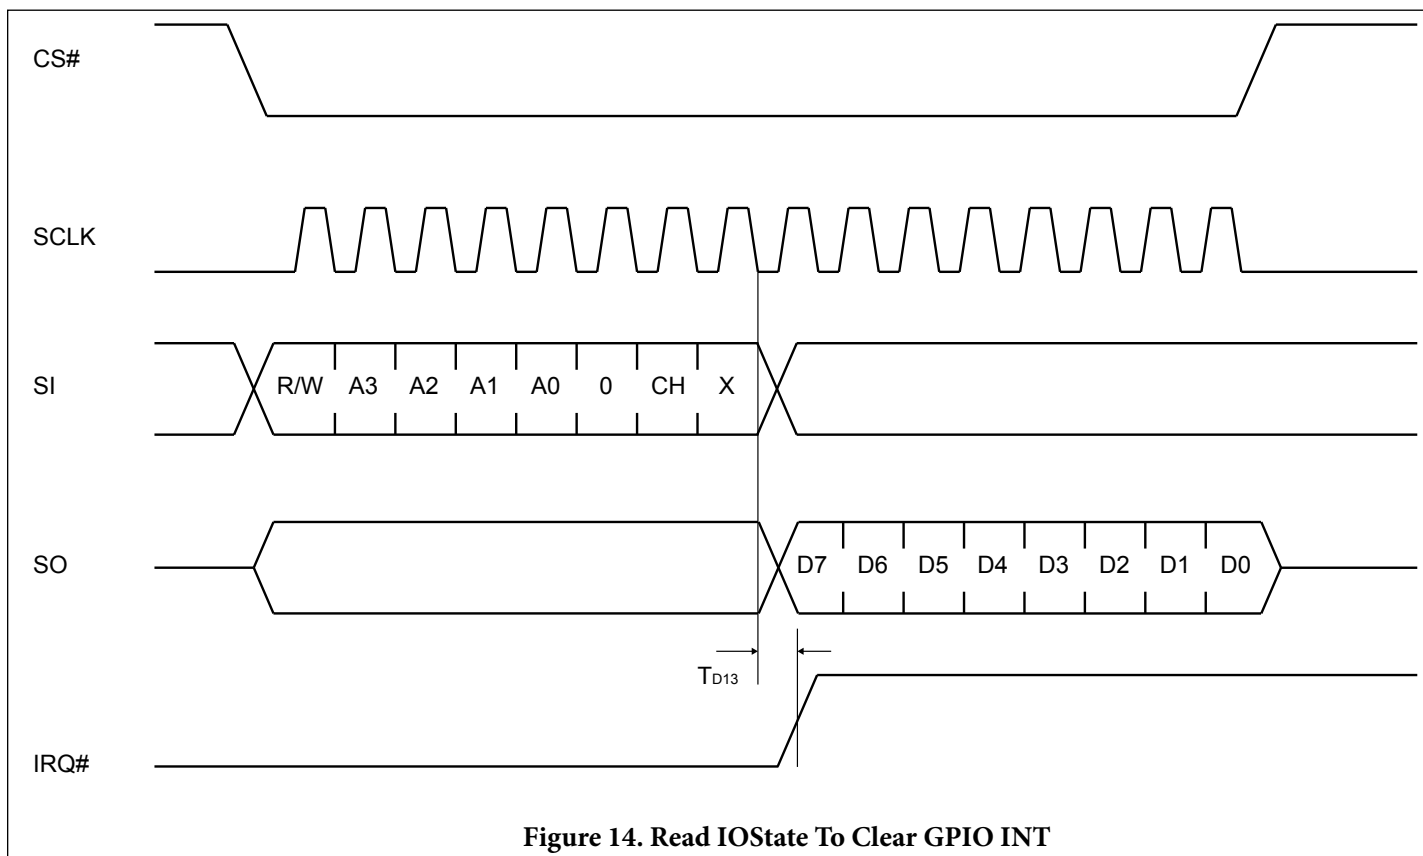 CS#
SCLK
SI R/W A3 A2 A1 A0 0 CH X
SO D7 D6 D5 D4 D3 D2 D1 D0
TD13
IRQ#
Figure 14. Read IOState To Clear GPIO INT